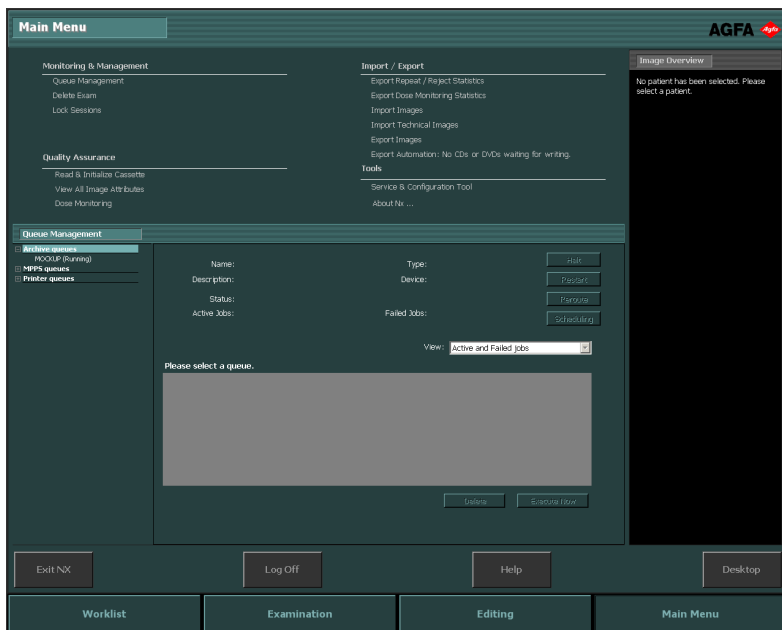 Main Menu
AGFA
Agfa
Monitoring & Management
Queue Management
Delete Exam
Lock Sessions
Quality Assurance
Read & Initialize Cassette
View All Image Attributes
Dose Monitoring
Import / Export
Export Repeat / Reject Statistics
Export Dose Monitoring Statistics
Import Images
Import Technical Images
Export Images
Export Automation: No CDs or DVDs waiting for writing.
Tools
Service & Configuration Tool
About Nx ...
Image Overview
No patient has been selected. Please
select a patient.
Queue Management
Archive queues
MOCKUP (Running)
MPPS queues
Printer queues
Name:
Type:
Halt
Description:
Device:
Restart
Status:
Reroute
Active Jobs:
Failed Jobs:
Scheduling
View:
Active and Failed jobs
Please select a queue.
Delete
Execute Now
Exit NX
Log Off
Help
Desktop
Worklist
Examination
Editing
Main Menu